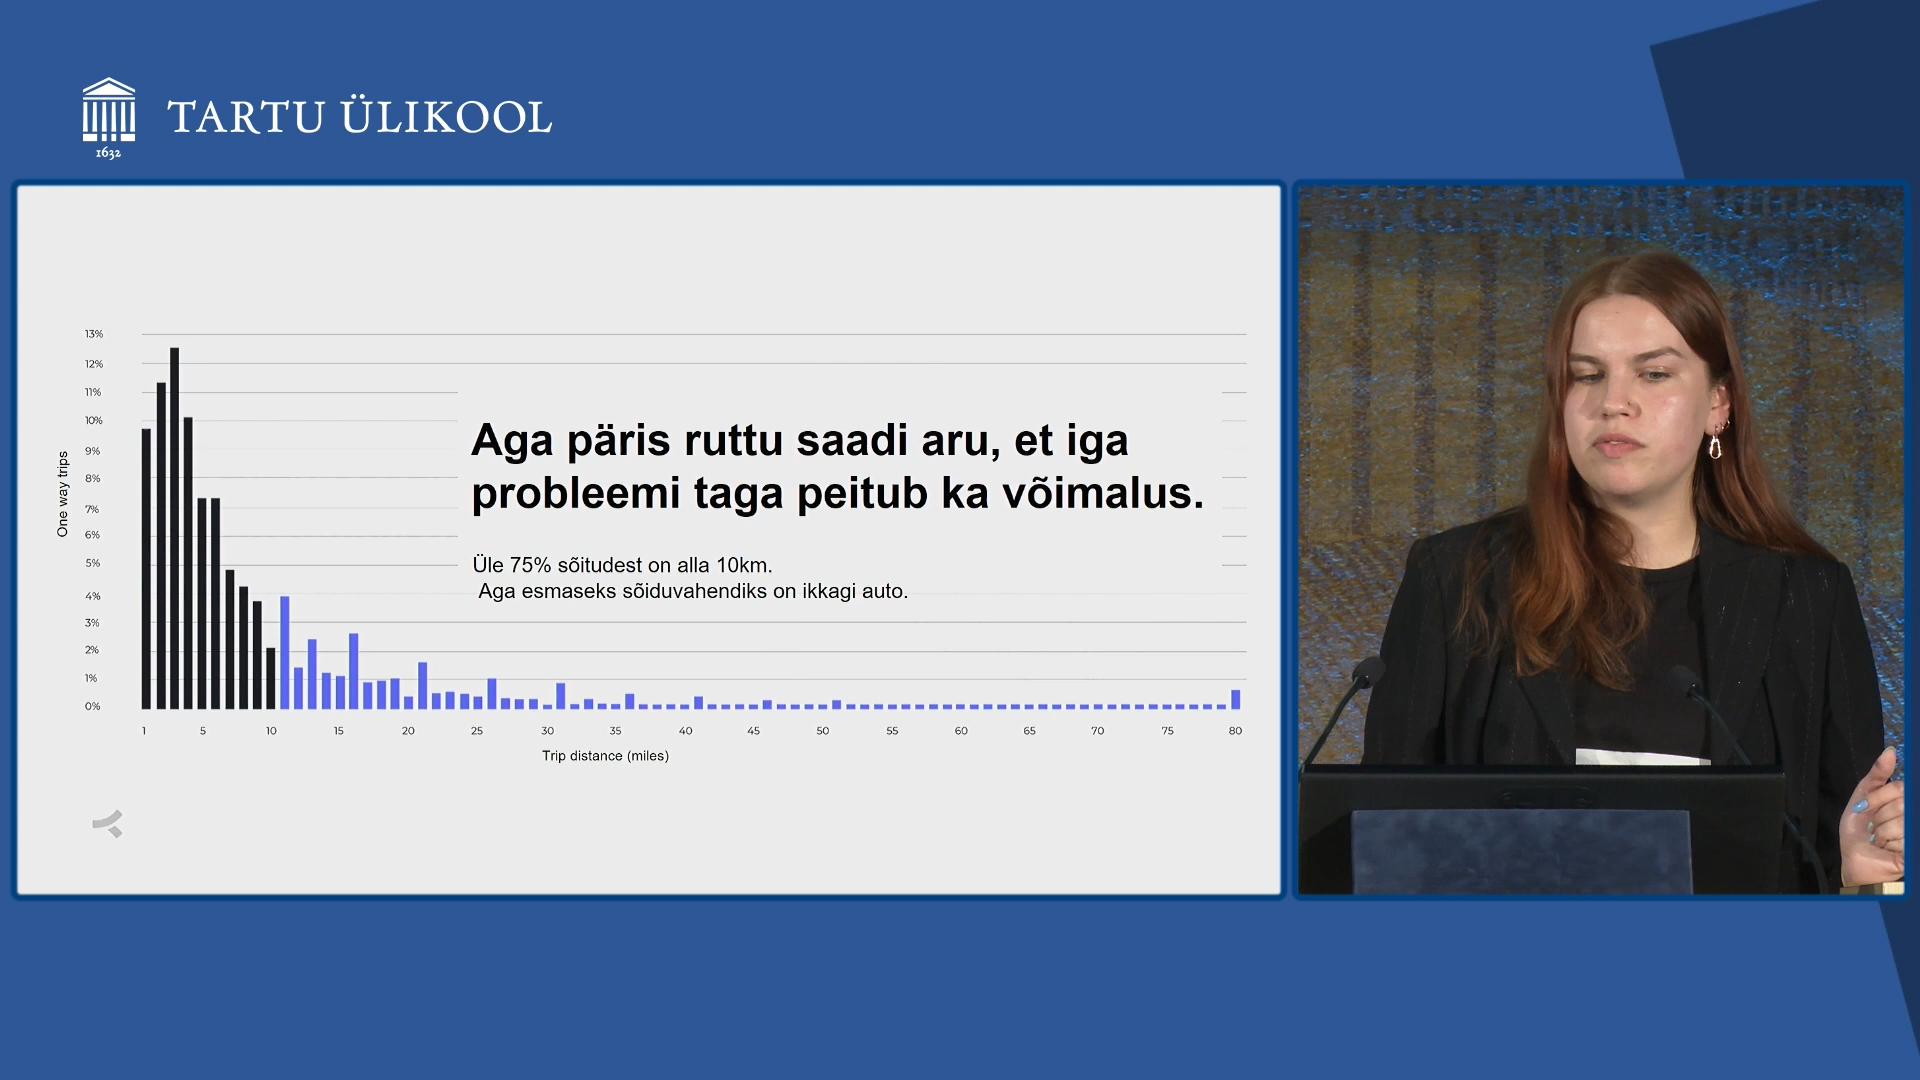 TARTU ÜLIKOOL
1632
Aga päris ruttu saadi aru, et iga
probleemi taga peitub ka võimalus.
Üle 75% sõitudest on alla 10km.
Aga esmaseks sõiduvahendiks on ikkagi auto.
One way trips
13%
12%
11%
10%
9%
8%
7%
6%
5%
4%
3%
2%
1%
0%
1 5 10 15 20 25 30 35 40 45 50 55 60 65 70 75 80
Trip distance (miles)